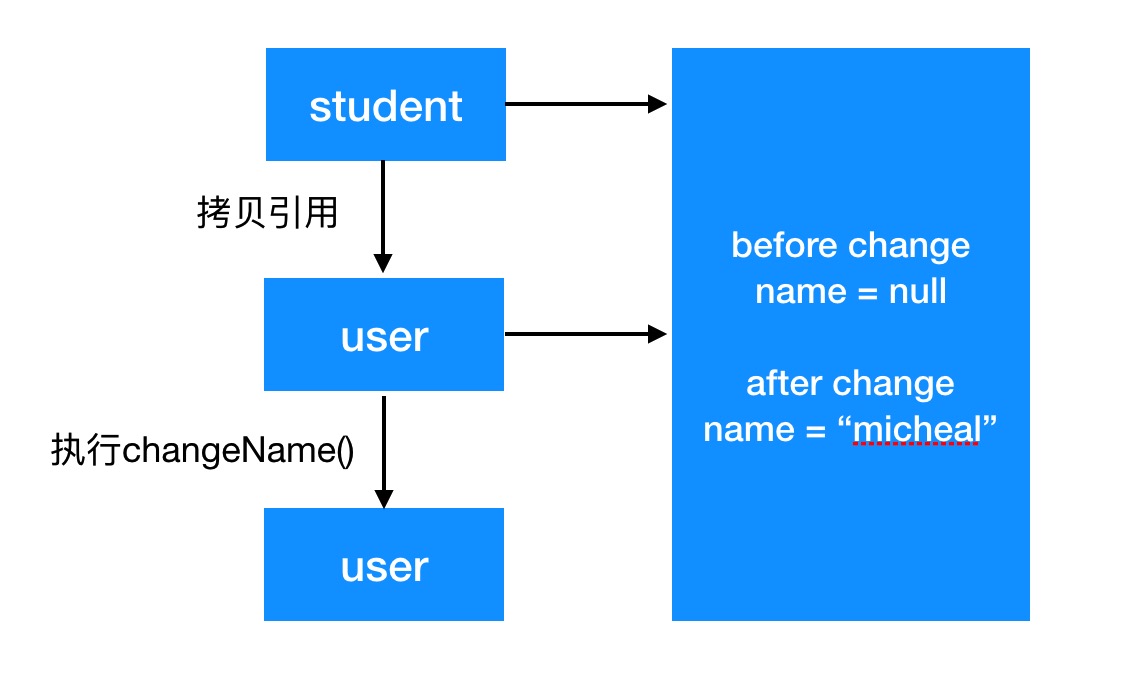 student
拷贝引用
user
执行changeName()
user
before change
name = null
after change
name = “micheal”